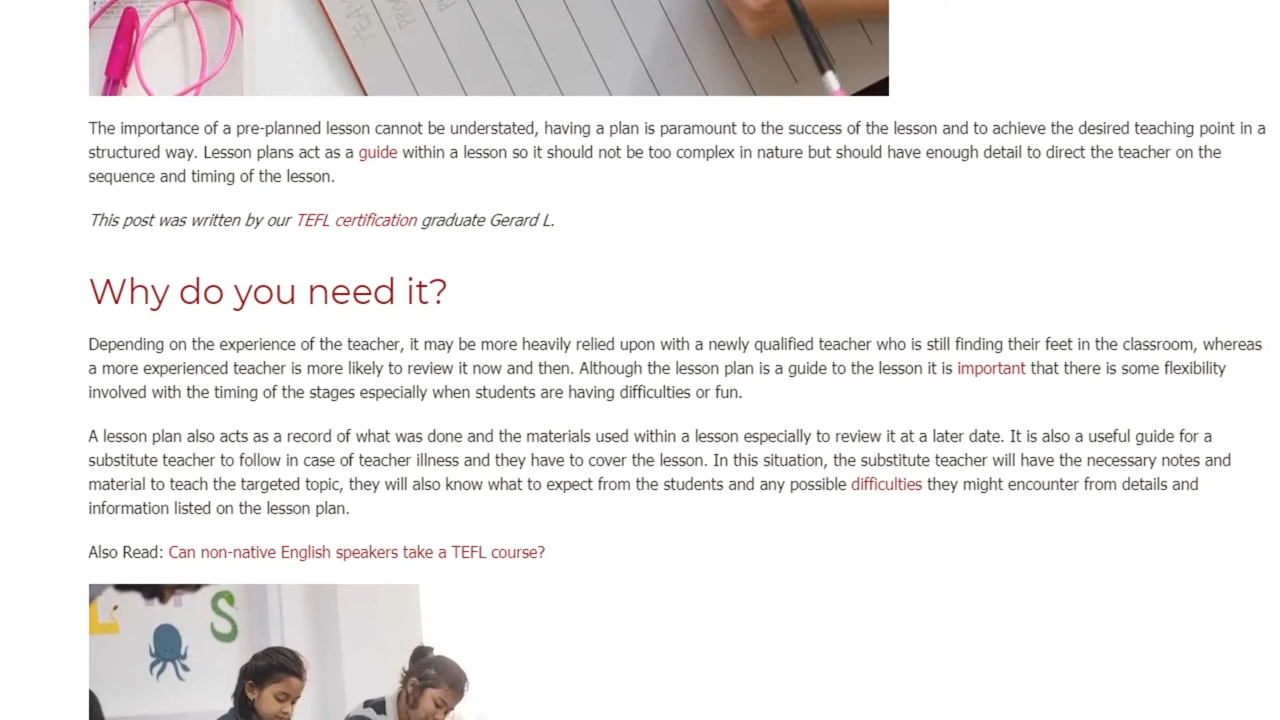 The importance of a pre-planned lesson cannot be understated, having a plan is paramount to the success of the lesson and to achieve the desired teaching point in a
structured way. Lesson plans act as a guide within a lesson so it should not be too complex in nature but should have enough detail to direct the teacher on the
sequence and timing of the lesson.
This post was written by our TEFL certification graduate Gerard L.
Why do you need it?
Depending on the experience of the teacher, it may be more heavily relied upon with a newly qualified teacher who is still finding their feet in the classroom, whereas
a more experienced teacher is more likely to review it now and then. Although the lesson plan is a guide to the lesson it is important that there is some flexibility
involved with the timing of the stages especially when students are having difficulties or fun.
A lesson plan also acts as a record of what was done and the materials used within a lesson especially to review it at a later date. It is also a useful guide for a
substitute teacher to follow in case of teacher illness and they have to cover the lesson. In this situation, the substitute teacher will have the necessary notes and
material to teach the targeted topic, they will also know what to expect from the students and any possible difficulties they might encounter from details and
information listed on the lesson plan.
Also Read: Can non-native English speakers take a TEFL course?
S